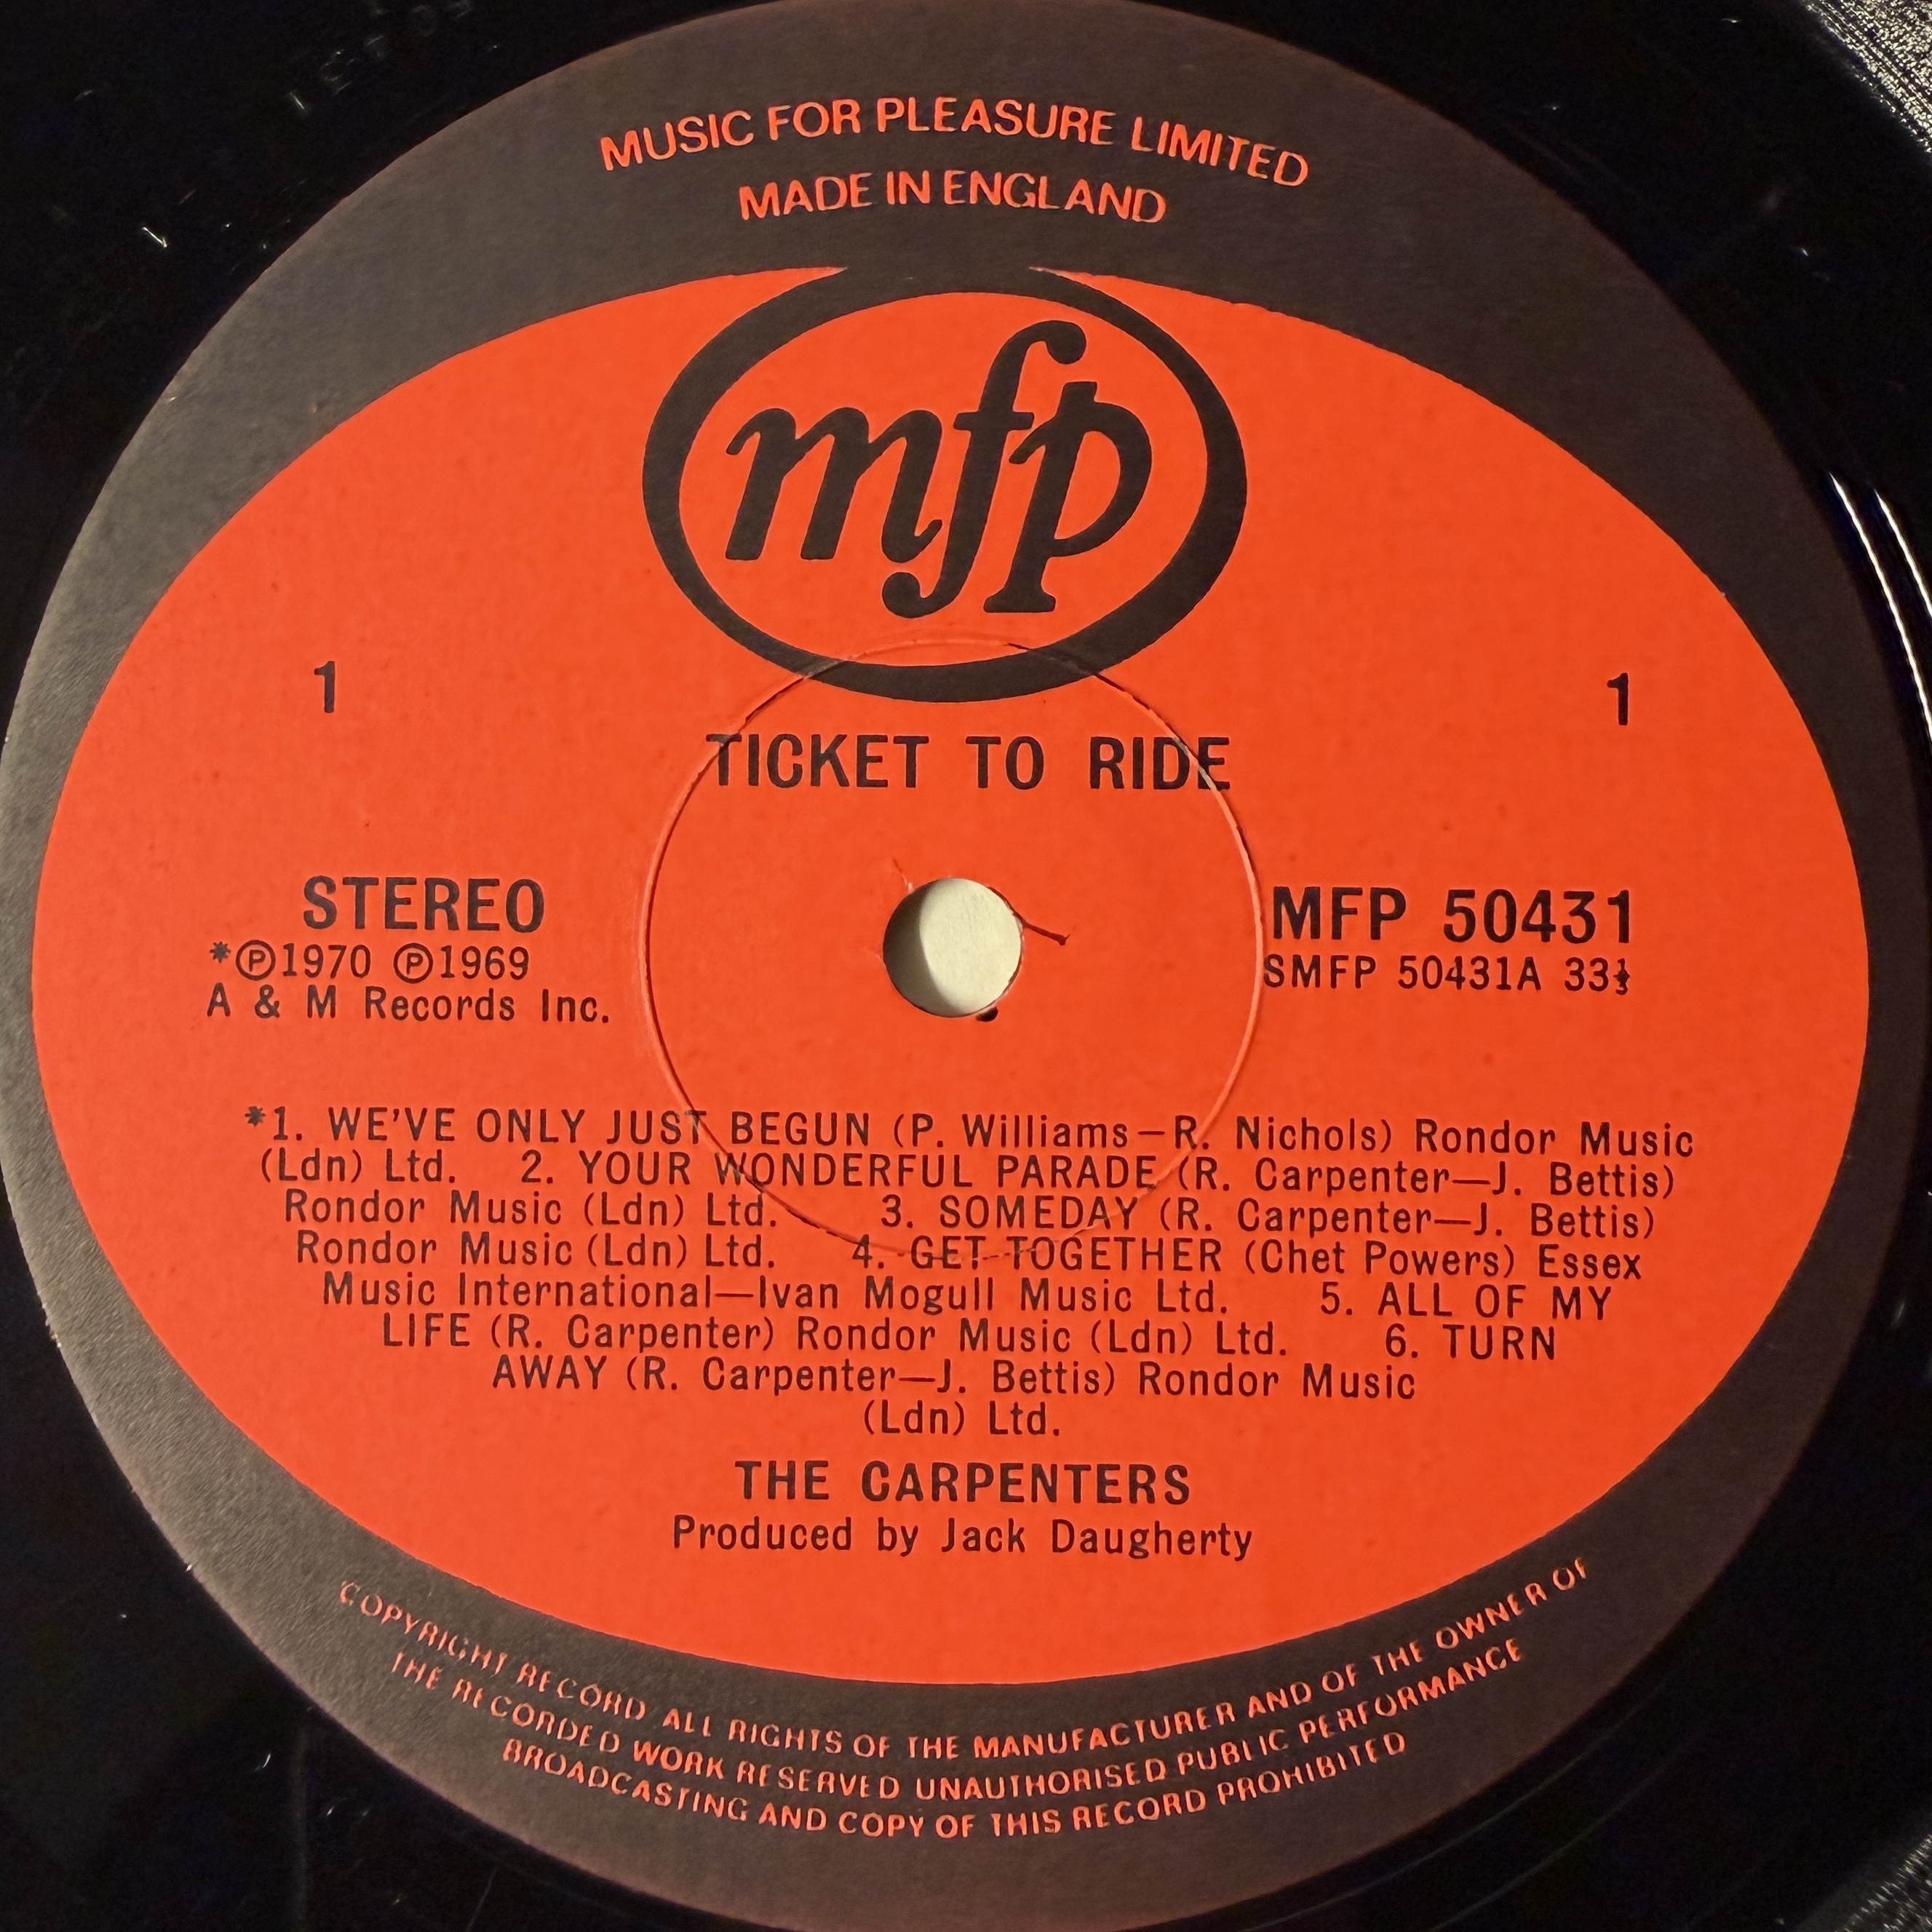 MUSIC FOR PLEASURE LIMITED
MADE IN ENGLAND
mfp
1 1
TICKET TO RIDE
STEREO MFP 50431
*℗1970 ℗1969 SMFP 50431A 33⅓
A & M Records Inc.
*1. WE'VE ONLY JUST BEGUN (P. Williams—R. Nichols) Rondor Music
(Ldn) Ltd. 2. YOUR WONDERFUL PARADE (R. Carpenter—J. Bettis)
Rondor Music (Ldn) Ltd. 3. SOMEDAY (R. Carpenter—J. Bettis)
Rondor Music (Ldn) Ltd. 4. GET TOGETHER (Chet Powers) Essex
Music International—Ivan Mogull Music Ltd. 5. ALL OF MY
LIFE (R. Carpenter) Rondor Music (Ldn) Ltd. 6. TURN
AWAY (R. Carpenter—J. Bettis) Rondor Music
(Ldn) Ltd.
THE CARPENTERS
Produced by Jack Daugherty
COPYRIGHT RECORD ALL RIGHTS OF THE MANUFACTURER AND OF THE OWNER OF
THE RECORDED WORK RESERVED UNAUTHORISED PUBLIC PERFORMANCE
BROADCASTING AND COPY OF THIS RECORD PROHIBITED